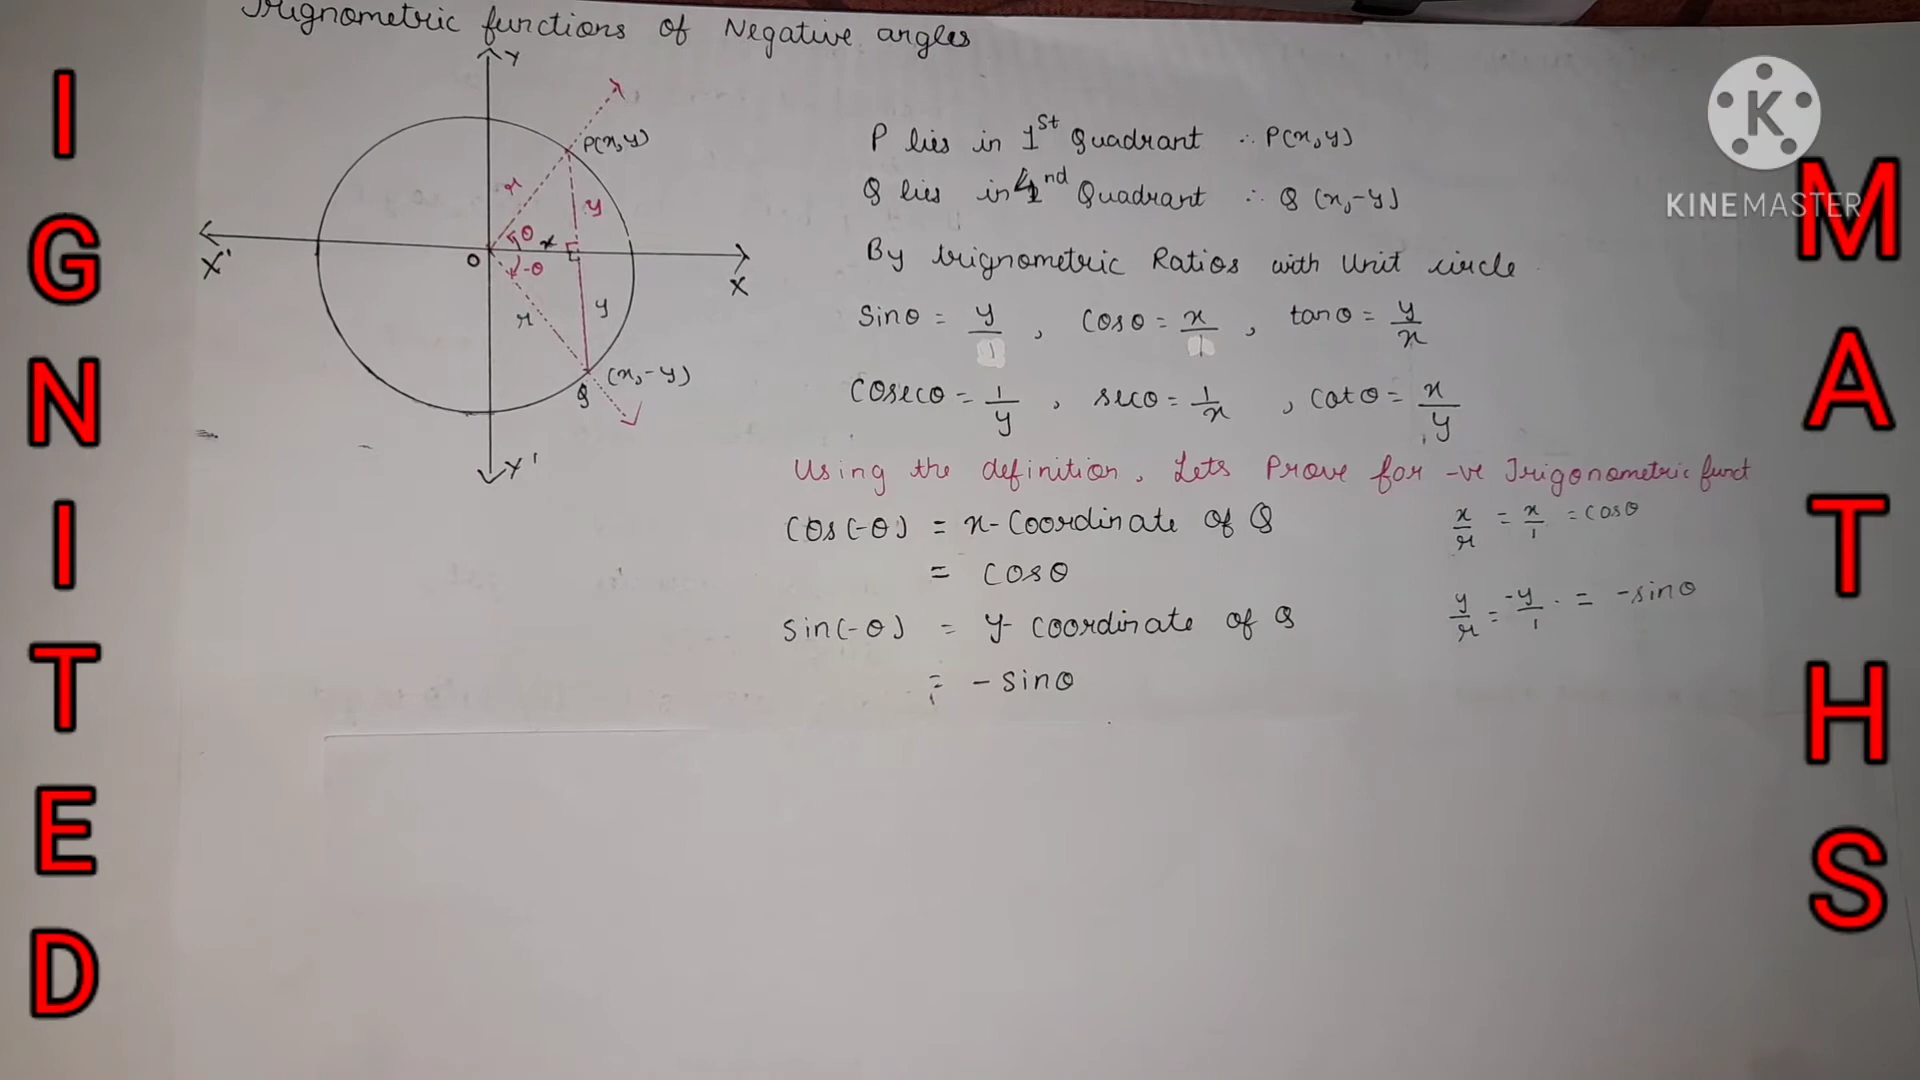 Trignometric functions of Negative angles
Y
P(x,y)
r
y
θ
x
O
-θ
X'
X
r
y
(x,-y)
Q
Y'
P lies in 1st Quadrant ∴ P(x,y)
Q lies in 4nd Quadrant ∴ Q (x,-y)
By trignometric Ratios with Unit circle
Sinθ = y/1 , Cosθ = x/1 , tanθ = y/x
Cosecθ = 1/y , secθ = 1/x , cotθ = x/y
Using the definition, Lets Prove for -ve Trigonometric funct
Cos(-θ) = x-Coordinate of Q
x/r = x/1 = cosθ
= Cosθ
Sin(-θ) = y-coordinate of Q
y/r = -y/1 . = -sinθ
= - Sinθ
IGNITED
MATHS
K
KINEMASTER